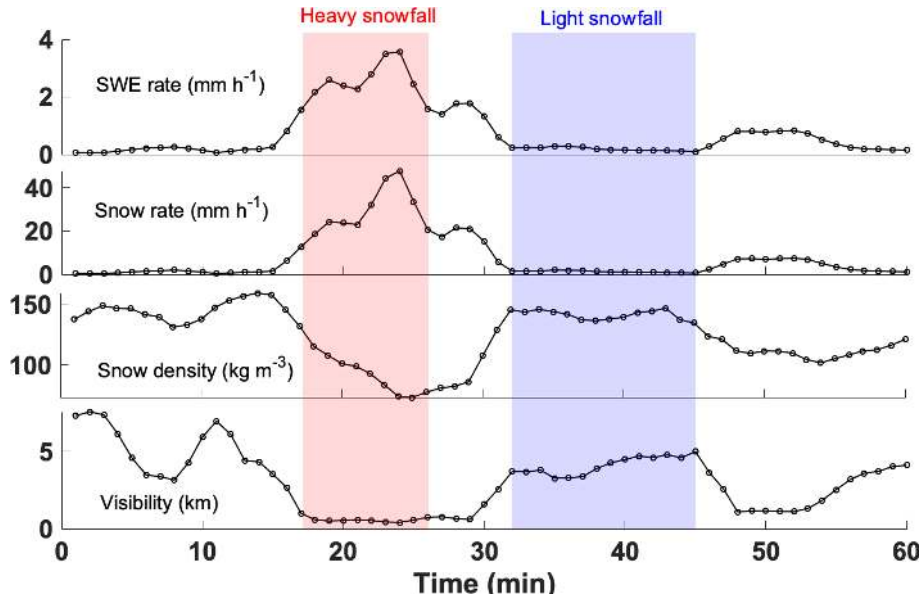 Heavy snowfall
Light snowfall
4
SWE rate (mm h⁻¹)
2
0
40
Snow rate (mm h⁻¹)
20
0
150
100
Snow density (kg m⁻³)
5
Visibility (km)
0
0 10 20 30 40 50 60
Time (min)